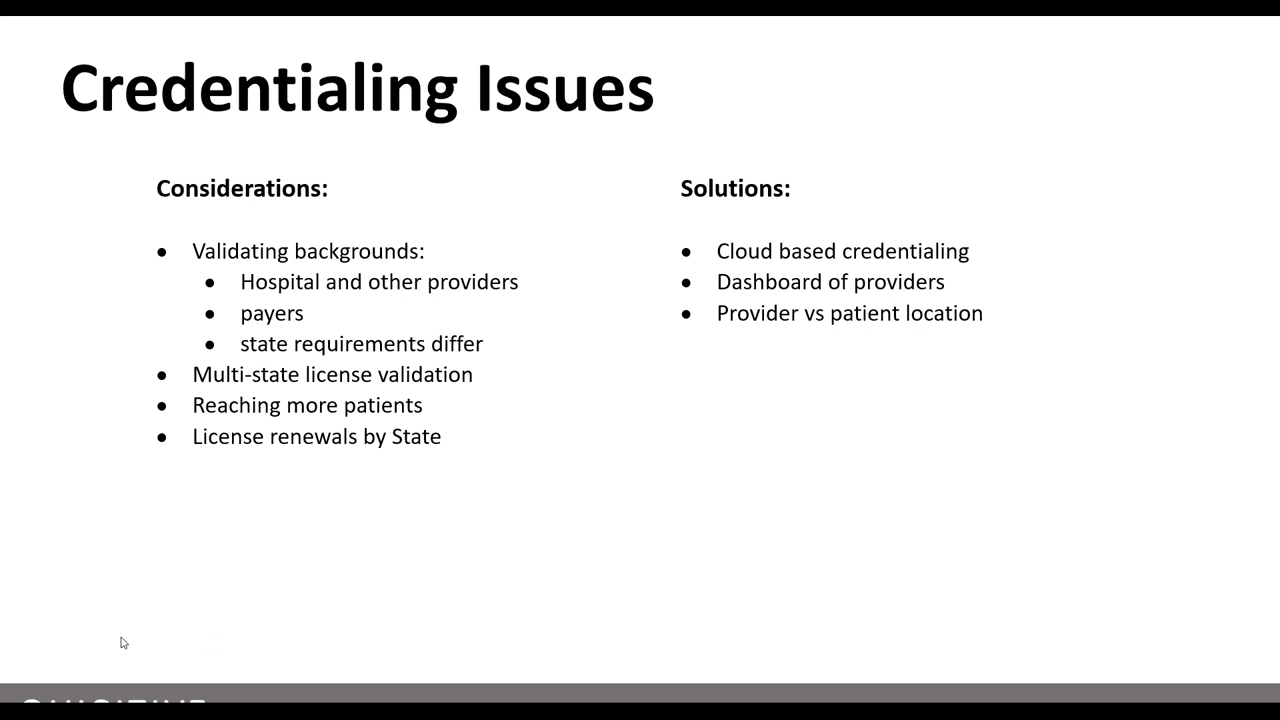 Credentialing Issues
Considerations:
• Validating backgrounds:
• Hospital and other providers
• payers
• state requirements differ
• Multi-state license validation
• Reaching more patients
• License renewals by State
Solutions:
• Cloud based credentialing
• Dashboard of providers
• Provider vs patient location